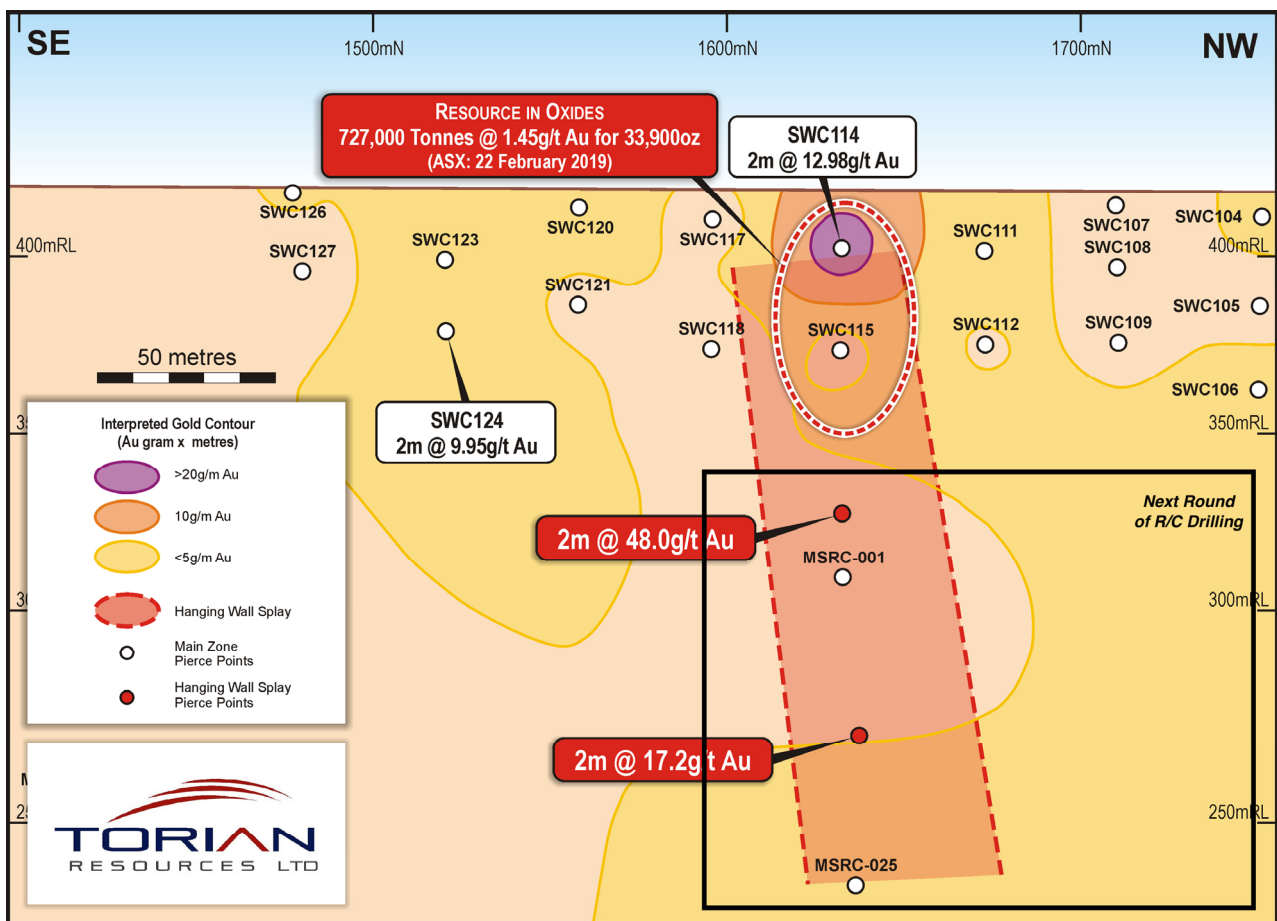 SE
1500mN
1600mN
1700mN
NW
RESOURCE IN OXIDES
727,000 Tonnes @ 1.45g/t Au for 33,900oz
(ASX: 22 February 2019)
SWC114
2m @ 12.98g/t Au
SWC126
SWC127
SWC123
SWC120
SWC121
SWC117
SWC118
SWC115
SWC111
SWC112
SWC107
SWC108
SWC109
SWC104
SWC105
SWC106
400mRL
400mRL
50 metres
SWC124
2m @ 9.95g/t Au
350mRL
Interpreted Gold Contour
(Au gram x metres)
>20g/m Au
10g/m Au
<5g/m Au
Hanging Wall Splay
Main Zone
Pierce Points
Hanging Wall Splay
Pierce Points
Next Round
of R/C Drilling
2m @ 48.0g/t Au
MSRC-001
300mRL
2m @ 17.2g/t Au
250mRL
MSRC-025
TORIAN
RESOURCES LTD